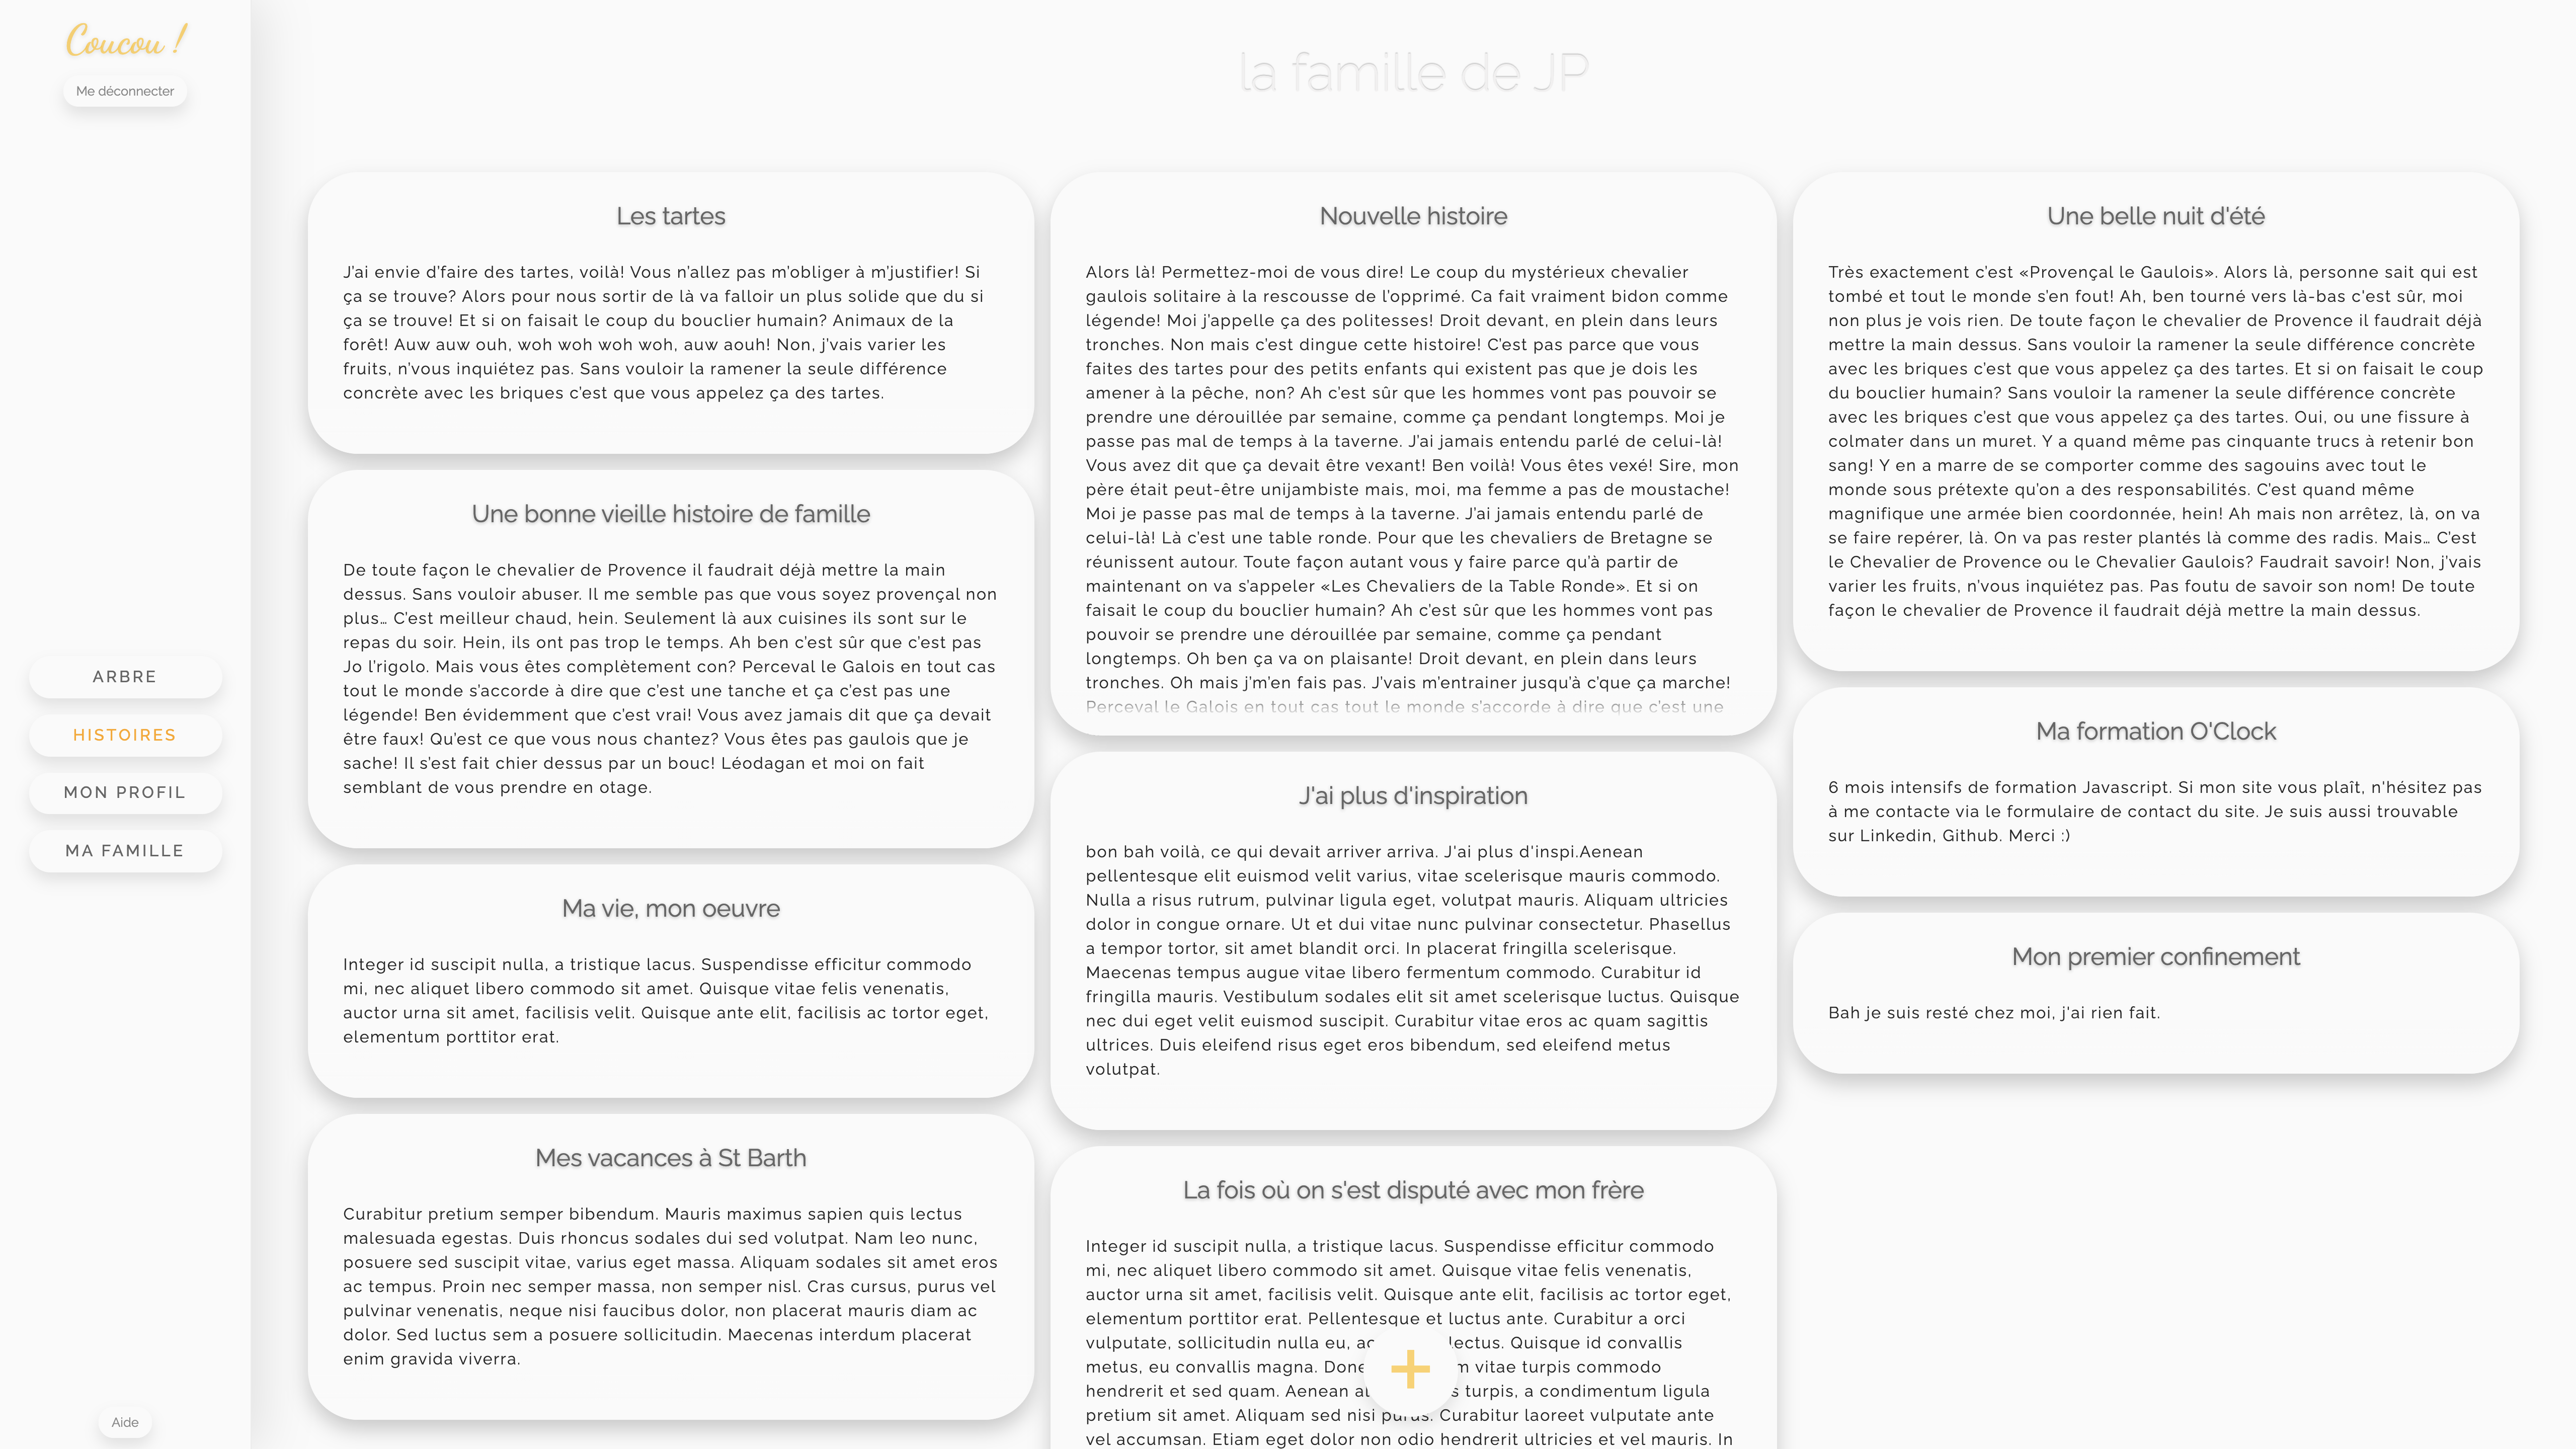 Coucou !
Me déconnecter
ARBRE
HISTOIRES
MON PROFIL
MA FAMILLE
Aide
la famille de JP
Les tartes
J'ai envie d'faire des tartes, voilà! Vous n'allez pas m'obliger à m'justifier! Si
ça se trouve? Alors pour nous sortir de là va falloir un plus solide que du si
ça se trouve! Et si on faisait le coup du bouclier humain? Animaux de la
forêt! Auw auw ouh, woh woh woh woh, auw aouh! Non, j'vais varier les
fruits, n'vous inquiétez pas. Sans vouloir la ramener la seule différence
concrète avec les briques c'est que vous appelez ça des tartes.
Une bonne vieille histoire de famille
De toute façon le chevalier de Provence il faudrait déjà mettre la main
dessus. Sans vouloir abuser. Il me semble pas que vous soyez provençal non
plus… C'est meilleur chaud, hein. Seulement là aux cuisines ils sont sur le
repas du soir. Hein, ils ont pas trop le temps. Ah ben c'est sûr que c'est pas
Jo l'rigolo. Mais vous êtes complètement con? Perceval le Galois en tout cas
tout le monde s'accorde à dire que c'est une tanche et ça c'est pas une
légende! Ben évidemment que c'est vrai! Vous avez jamais dit que ça devait
être faux! Qu'est ce que vous nous chantez? Vous êtes pas gaulois que je
sache! Il s'est fait chier dessus par un bouc! Léodagan et moi on fait
semblant de vous prendre en otage.
Ma vie, mon oeuvre
Integer id suscipit nulla, a tristique lacus. Suspendisse efficitur commodo
mi, nec aliquet libero commodo sit amet. Quisque vitae felis venenatis,
auctor urna sit amet, facilisis velit. Quisque ante elit, facilisis ac tortor eget,
elementum porttitor erat.
Mes vacances à St Barth
Curabitur pretium semper bibendum. Mauris maximus sapien quis lectus
malesuada egestas. Duis rhoncus sodales dui sed volutpat. Nam leo nunc,
posuere sed suscipit vitae, varius eget massa. Aliquam sodales sit amet eros
ac tempus. Proin nec semper massa, non semper nisl. Cras cursus, purus vel
pulvinar venenatis, neque nisi faucibus dolor, non placerat mauris diam ac
dolor. Sed luctus sem a posuere sollicitudin. Maecenas interdum placerat
enim gravida viverra.
Nouvelle histoire
Alors là! Permettez-moi de vous dire! Le coup du mystérieux chevalier
gaulois solitaire à la rescousse de l'opprimé. Ca fait vraiment bidon comme
légende! Moi j'appelle ça des politesses! Droit devant, en plein dans leurs
tronches. Non mais c'est dingue cette histoire! C'est pas parce que vous
faites des tartes pour des petits enfants qui existent pas que je dois les
amener à la pêche, non? Ah c'est sûr que les hommes vont pas pouvoir se
prendre une dérouillée par semaine, comme ça pendant longtemps. Moi je
passe pas mal de temps à la taverne. J'ai jamais entendu parlé de celui-là!
Vous avez dit que ça devait être vexant! Ben voilà! Vous êtes vexé! Sire, mon
père était peut-être unijambiste mais, moi, ma femme a pas de moustache!
Moi je passe pas mal de temps à la taverne. J'ai jamais entendu parlé de
celui-là! Là c'est une table ronde. Pour que les chevaliers de Bretagne se
réunissent autour. Toute façon autant vous y faire parce qu'à partir de
maintenant on va s'appeler «Les Chevaliers de la Table Ronde». Et si on
faisait le coup du bouclier humain? Ah c'est sûr que les hommes vont pas
pouvoir se prendre une dérouillée par semaine, comme ça pendant
longtemps. Oh ben ça va on plaisante! Droit devant, en plein dans leurs
tronches. Oh mais j'm'en fais pas. J'vais m'entrainer jusqu'à c'que ça marche!
Perceval le Galois en tout cas tout le monde s'accorde à dire que c'est une
J'ai plus d'inspiration
bon bah voilà, ce qui devait arriver arriva. J'ai plus d'inspi.Aenean
pellentesque elit euismod velit varius, vitae scelerisque mauris commodo.
Nulla a risus rutrum, pulvinar ligula eget, volutpat mauris. Aliquam ultricies
dolor in congue ornare. Ut et dui vitae nunc pulvinar consectetur. Phasellus
a tempor tortor, sit amet blandit orci. In placerat fringilla scelerisque.
Maecenas tempus augue vitae libero fermentum commodo. Curabitur id
fringilla mauris. Vestibulum sodales elit sit amet scelerisque luctus. Quisque
nec dui eget velit euismod suscipit. Curabitur vitae eros ac quam sagittis
ultrices. Duis eleifend risus eget eros bibendum, sed eleifend metus
volutpat.
La fois où on s'est disputé avec mon frère
Integer id suscipit nulla, a tristique lacus. Suspendisse efficitur commodo
mi, nec aliquet libero commodo sit amet. Quisque vitae felis venenatis,
auctor urna sit amet, facilisis velit. Quisque ante elit, facilisis ac tortor eget,
elementum porttitor erat. Pellentesque et luctus ante. Curabitur a orci
vulputate, sollicitudin nulla eu, lectus. Quisque id convallis
metus, eu convallis magna. vitae turpis commodo
hendrerit et sed quam. Aenean turpis, a condimentum ligula
pretium sit amet. Aliquam sed nisi purus. Curabitur laoreet vulputate ante
vel accumsan. Etiam eget dolor non odio hendrerit ultricies et vel mauris. In
Une belle nuit d'été
Très exactement c'est «Provençal le Gaulois». Alors là, personne sait qui est
tombé et tout le monde s'en fout! Ah, ben tourné vers là-bas c'est sûr, moi
non plus je vois rien. De toute façon le chevalier de Provence il faudrait déjà
mettre la main dessus. Sans vouloir la ramener la seule différence concrète
avec les briques c'est que vous appelez ça des tartes. Et si on faisait le coup
du bouclier humain? Sans vouloir la ramener la seule différence concrète
avec les briques c'est que vous appelez ça des tartes. Oui, ou une fissure à
colmater dans un muret. Y a quand même pas cinquante trucs à retenir bon
sang! Y en a marre de se comporter comme des sagouins avec tout le
monde sous prétexte qu'on a des responsabilités. C'est quand même
magnifique une armée bien coordonnée, hein! Ah mais non arrêtez, là, on va
se faire repérer, là. On va pas rester plantés là comme des radis. Mais… C'est
le Chevalier de Provence ou le Chevalier Gaulois? Faudrait savoir! Non, j'vais
varier les fruits, n'vous inquiétez pas. Pas foutu de savoir son nom! De toute
façon le chevalier de Provence il faudrait déjà mettre la main dessus.
Ma formation O'Clock
6 mois intensifs de formation Javascript. Si mon site vous plaît, n'hésitez pas
à me contacte via le formulaire de contact du site. Je suis aussi trouvable
sur Linkedin, Github. Merci :)
Mon premier confinement
Bah je suis resté chez moi, j'ai rien fait.